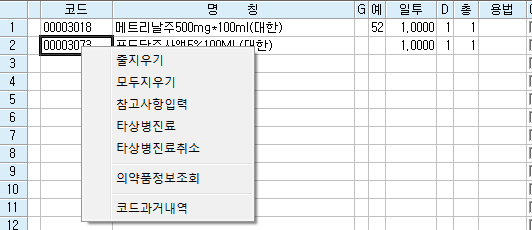 코드 명 칭 G 예 일투 D 총 용법
1 00003018 메트리날주500mg*100ml(대한) 52 1,0000 1 1
2 00003073 포도당주사액5%100ML(대한) 1,0000 1 1
3 줄지우기
4 모두지우기
5 참고사항입력
6 타상병진료
7 타상병진료취소
8
9 의약품정보조회
10
11 코드과거내역
12